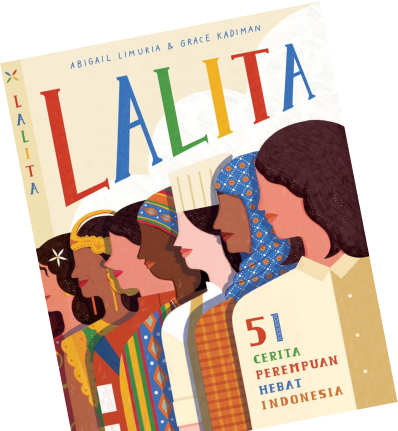 ABIGAIL LIMURIA & GRACE KADIMAN
LALITA
LALITA
51
CERITA
PEREMPUAN
HEBAT
INDONESIA